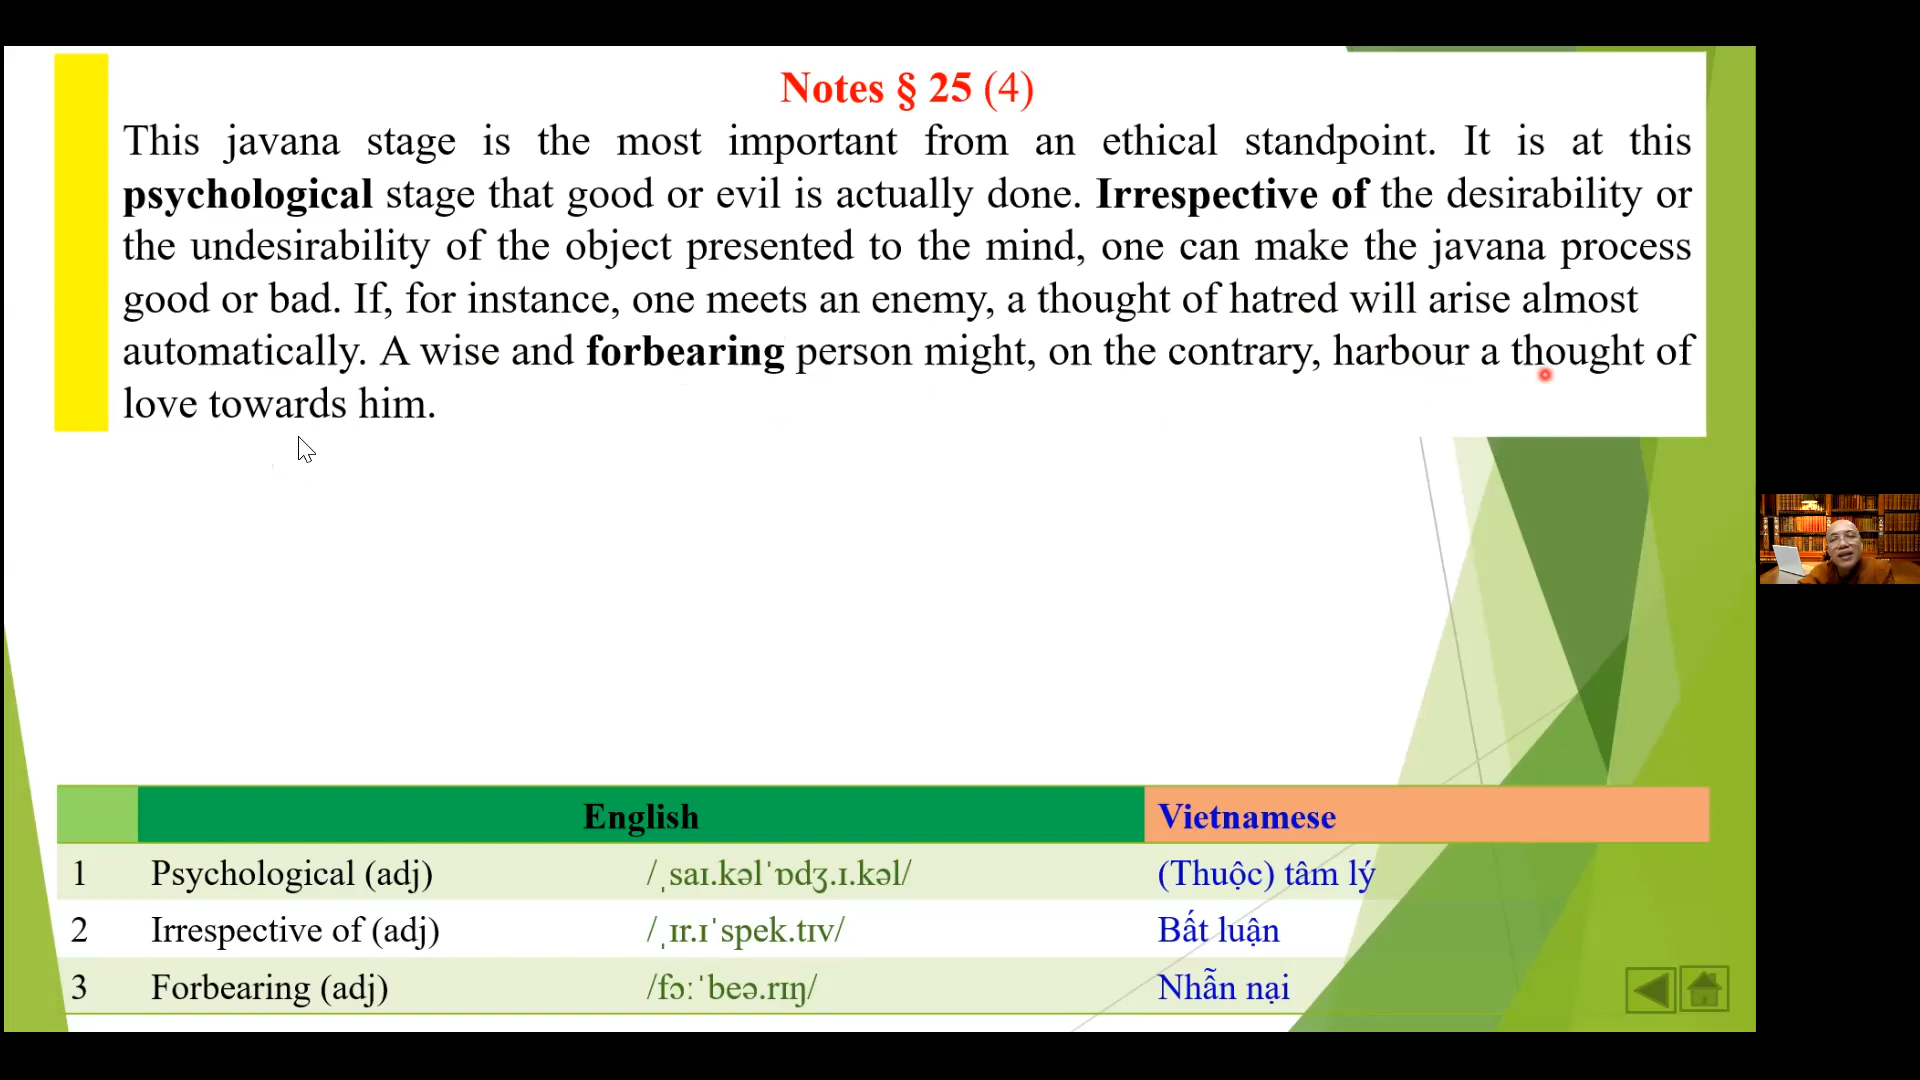 Notes § 25 (4)
This javana stage is the most important from an ethical standpoint. It is at this
psychological stage that good or evil is actually done. Irrespective of the desirability or
the undesirability of the object presented to the mind, one can make the javana process
good or bad. If, for instance, one meets an enemy, a thought of hatred will arise almost
automatically. A wise and forbearing person might, on the contrary, harbour a thought of
love towards him.
English Vietnamese
1 Psychological (adj) /ˌsaɪ.kəlˈɒdʒ.ɪ.kəl/ (Thuộc) tâm lý
2 Irrespective of (adj) /ˌɪr.ɪˈspek.tɪv/ Bất luận
3 Forbearing (adj) /fɔːˈbeə.rɪŋ/ Nhẫn nại